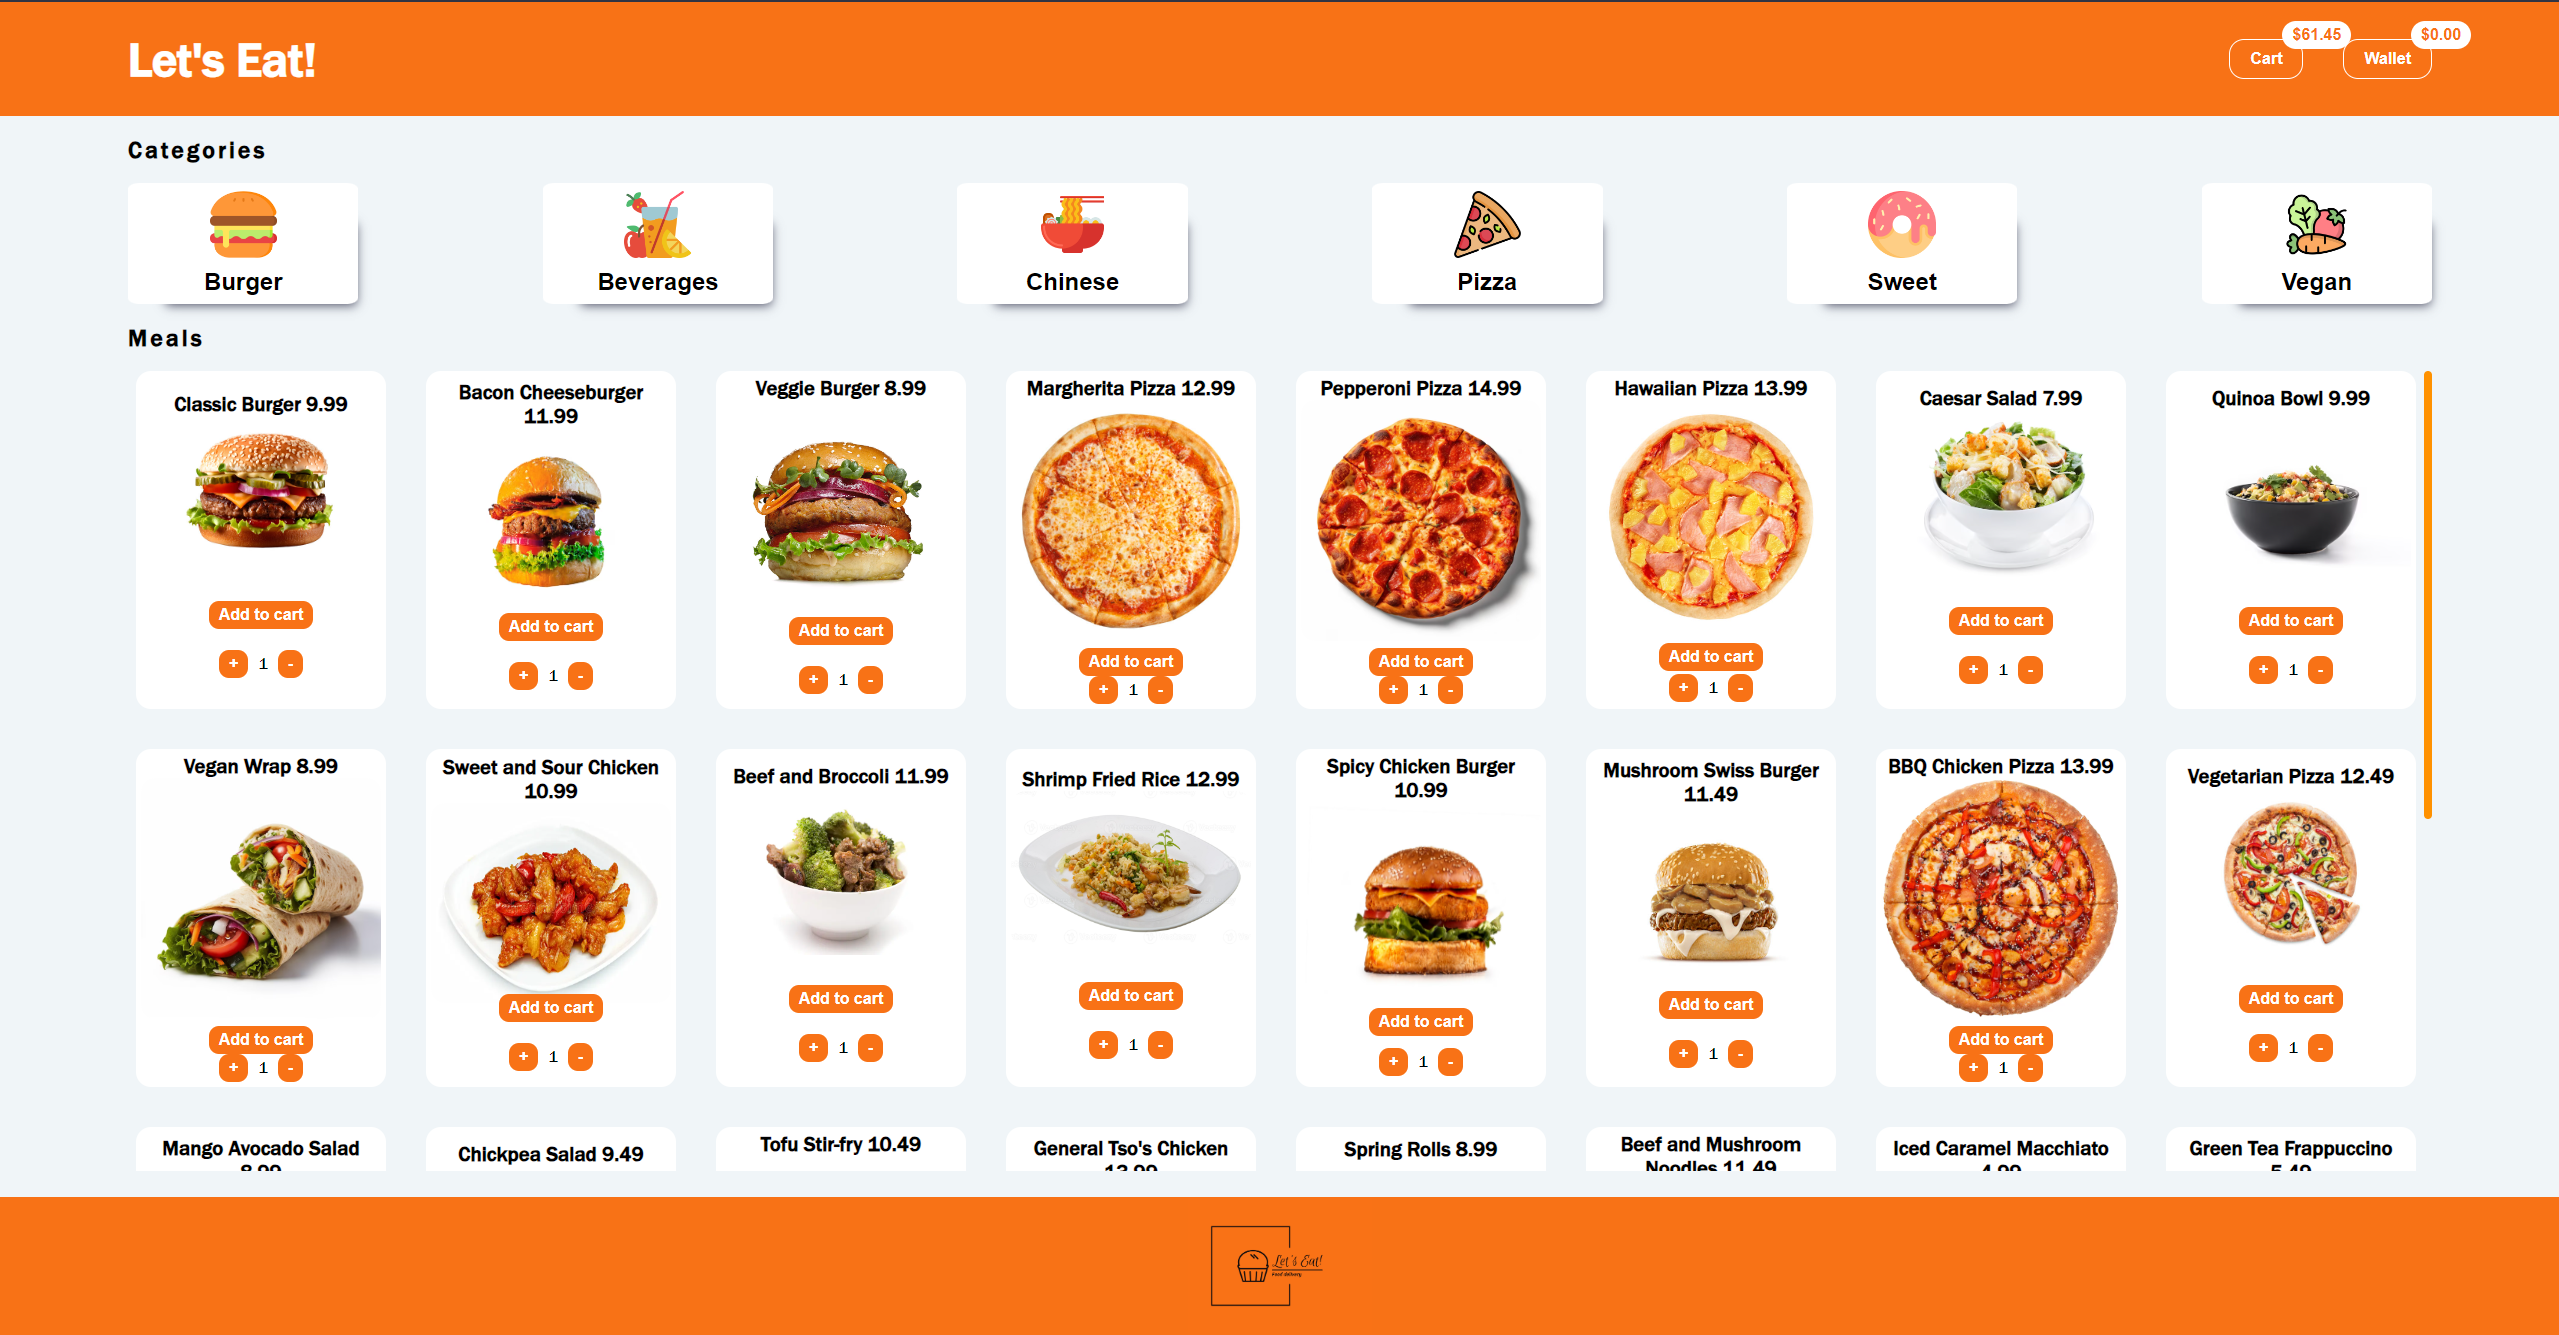 Let's Eat!
Cart
$61.45
Wallet
$0.00
Categories
Burger
Beverages
Chinese
Pizza
Sweet
Vegan
Meals
Classic Burger 9.99
Add to cart
+ 1 -
Bacon Cheeseburger
11.99
Add to cart
+ 1 -
Veggie Burger 8.99
Add to cart
+ 1 -
Margherita Pizza 12.99
Add to cart
+ 1 -
Pepperoni Pizza 14.99
Add to cart
+ 1 -
Hawaiian Pizza 13.99
Add to cart
+ 1 -
Caesar Salad 7.99
Add to cart
+ 1 -
Quinoa Bowl 9.99
Add to cart
+ 1 -
Vegan Wrap 8.99
Add to cart
+ 1 -
Sweet and Sour Chicken
10.99
Add to cart
+ 1 -
Beef and Broccoli 11.99
Add to cart
+ 1 -
Shrimp Fried Rice 12.99
Add to cart
+ 1 -
Spicy Chicken Burger
10.99
Add to cart
+ 1 -
Mushroom Swiss Burger
11.49
Add to cart
+ 1 -
BBQ Chicken Pizza 13.99
Add to cart
+ 1 -
Vegetarian Pizza 12.49
Add to cart
+ 1 -
Mango Avocado Salad
8.99
Chickpea Salad 9.49
Tofu Stir-fry 10.49
General Tso's Chicken
Spring Rolls 8.99
Beef and Mushroom
Noodles 11.49
Iced Caramel Macchiato
4.99
Green Tea Frappuccino
5.49
Let's Eat!
Food delivery